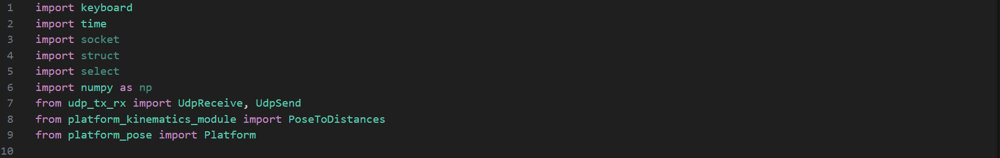 1 import keyboard
2 import time
3 import socket
4 import struct
5 import select
6 import numpy as np
7 from udp_tx_rx import UdpReceive, UdpSend
8 from platform_kinematics_module import PoseToDistances
9 from platform_pose import Platform
10